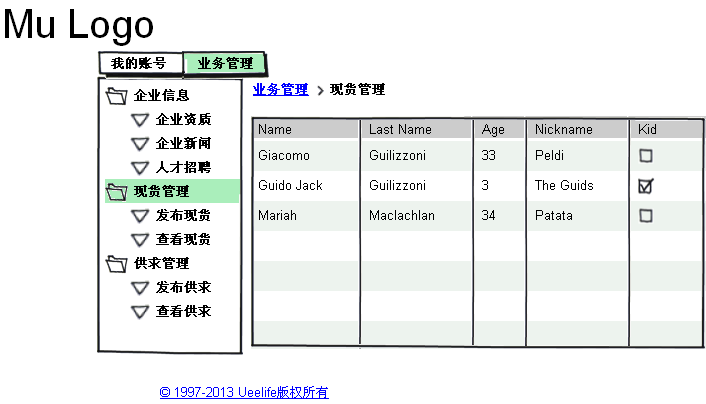 Mu Logo
我的账号 业务管理
业务管理 > 现货管理
企业信息
企业资质
企业新闻
人才招聘
现货管理
发布现货
查看现货
供求管理
发布供求
查看供求
Name Last Name Age Nickname Kid
Giacomo Guilizzoni 33 Peldi
Guido Jack Guilizzoni 3 The Guids
Mariah Maclachlan 34 Patata
© 1997-2013 Ueelife版权所有